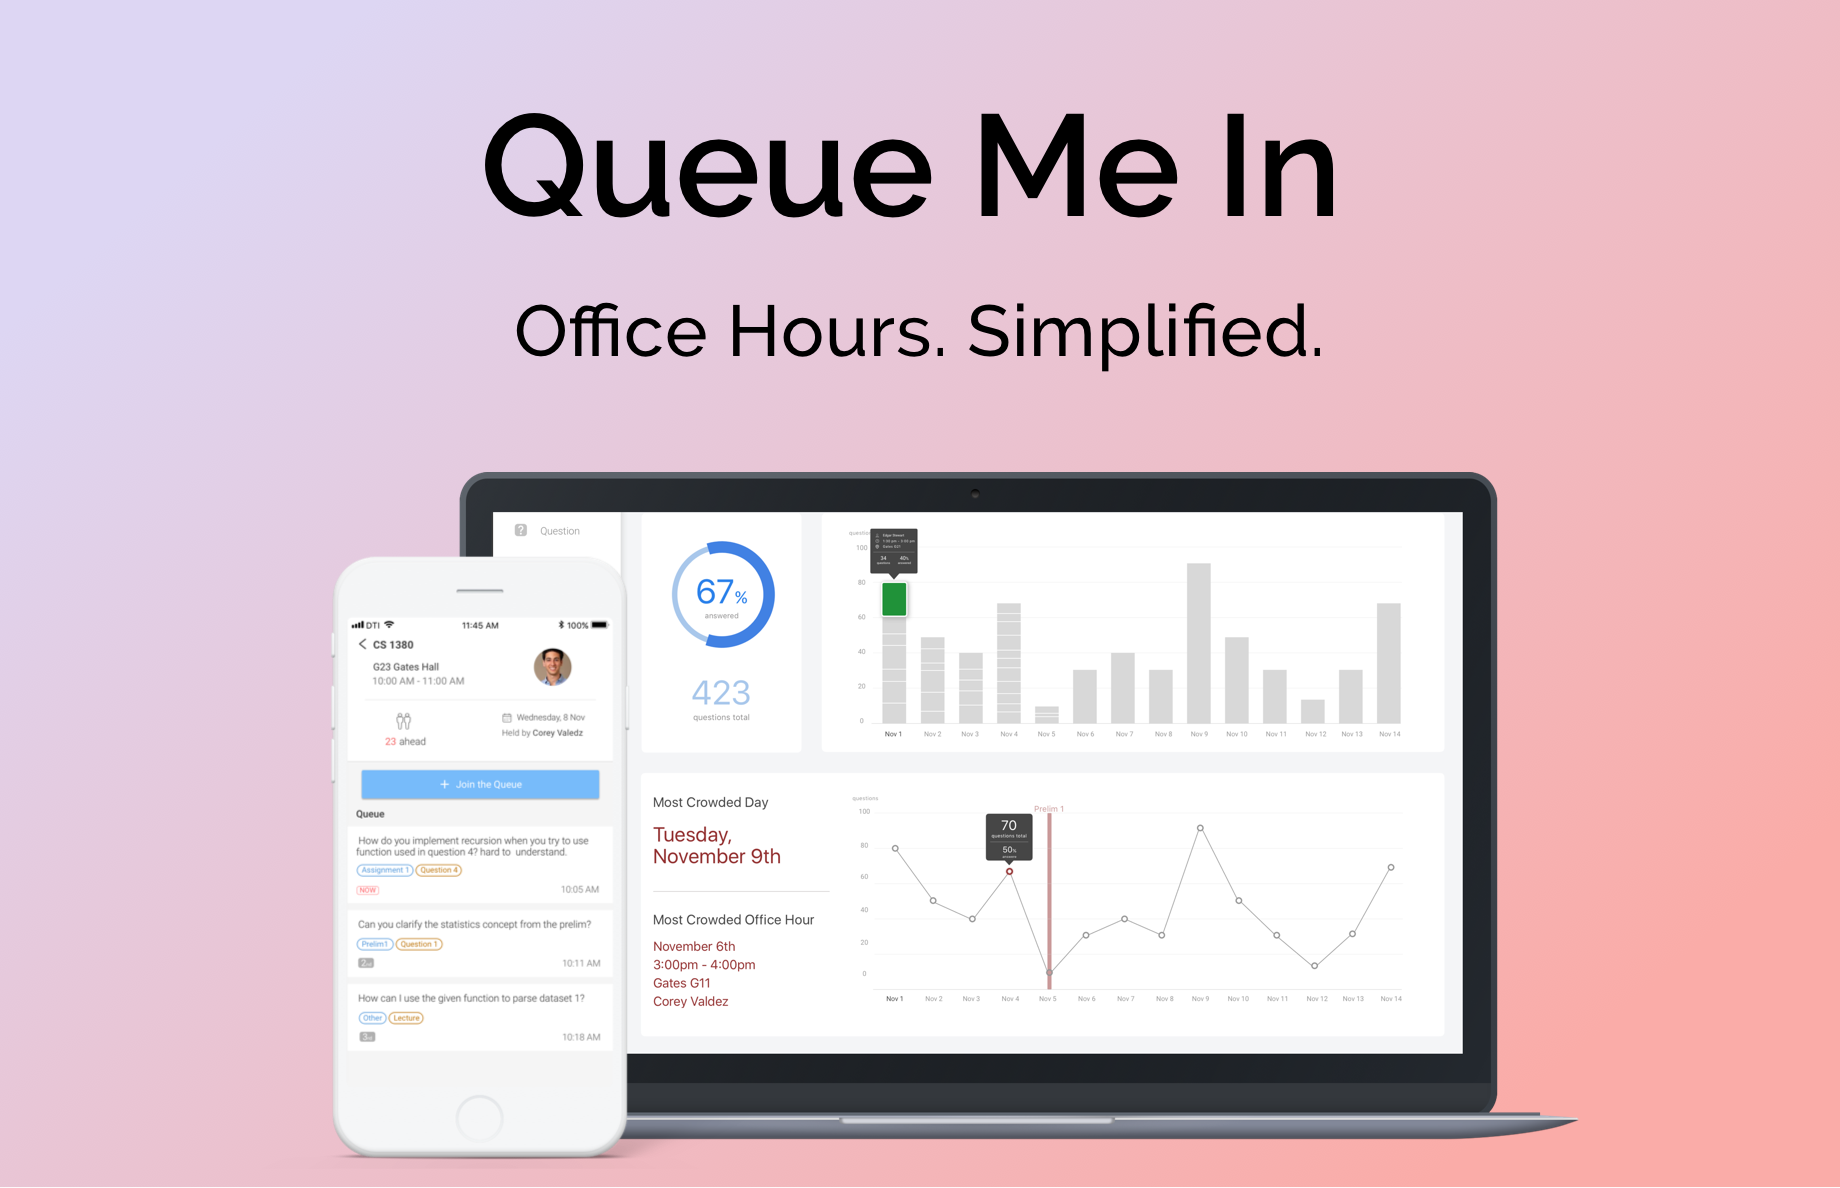 Queue Me In
Office Hours. Simplified.
DTI
11:45 AM
100%
CS 1380
G23 Gates Hall
10:00 AM - 11:00 AM
23 ahead
Wednesday, 8 Nov
Held by Corey Valedz
+ Join the Queue
Queue
How do you implement recursion when you try to use
function used in question 4? hard to understand.
Assignment 1
Question 4
NOW
10:05 AM
Can you clarify the statistics concept from the prelim?
Prelim1
Question 1
10:11 AM
How can I use the given function to parse dataset 1?
Other
Lecture
10:18 AM
Question
67%
answered
423
questions total
100
80
60
40
20
0
Nov 1
Nov 2
Nov 3
Nov 4
Nov 5
Nov 6
Nov 7
Nov 8
Nov 9
Nov 10
Nov 11
Nov 12
Nov 13
Nov 14
Most Crowded Day
Tuesday,
November 9th
Most Crowded Office Hour
November 6th
3:00pm - 4:00pm
Gates G11
Corey Valdez
questions
100
80
60
40
20
0
70
questions total
50%
Prelim 1
Nov 1
Nov 2
Nov 3
Nov 4
Nov 5
Nov 6
Nov 7
Nov 8
Nov 9
Nov 10
Nov 11
Nov 12
Nov 13
Nov 14